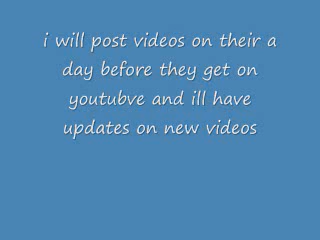 i will post videos on their a
day before they get on
youtubve and ill have
updates on new videos